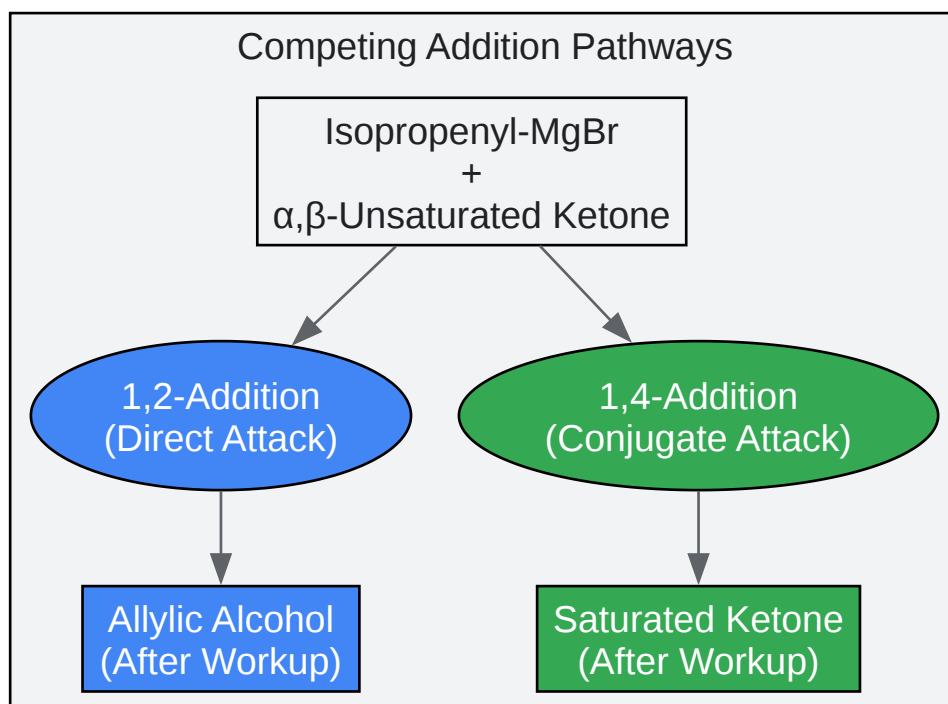 Competing Addition Pathways
Isopropenyl-MgBr
+
α,β-Unsaturated Ketone
1,2-Addition
(Direct Attack)
1,4-Addition
(Conjugate Attack)
Allylic Alcohol
(After Workup)
Saturated Ketone
(After Workup)